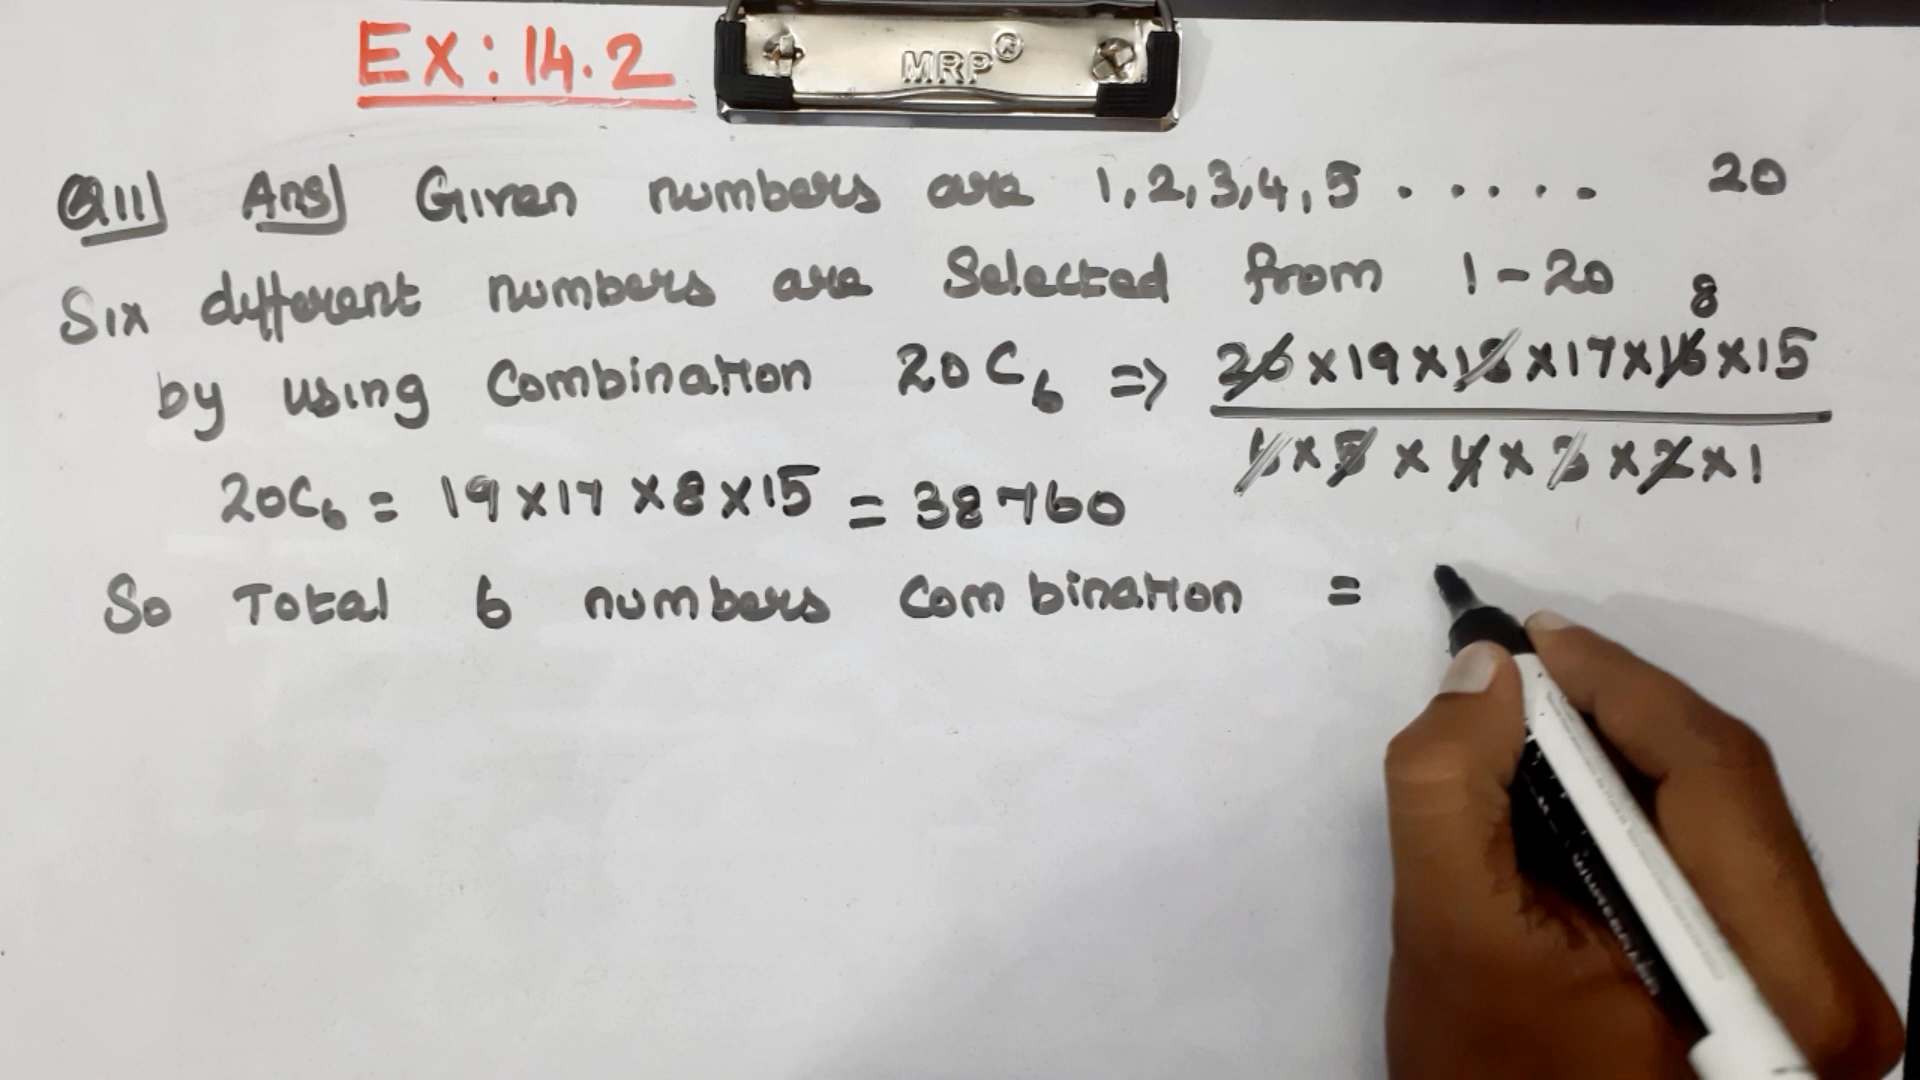 Ex: 14.2
MRP®
Q11) Ans) Given numbers are 1,2,3,4,5 . . . . . 20
Six different numbers are Selected from 1-20
8
by using Combination 20C₆ => 20×19×18×17×16×15
6×5×4×3×2×1
20C₆ = 19×17×8×15 = 38760
So Total 6 numbers Combination =